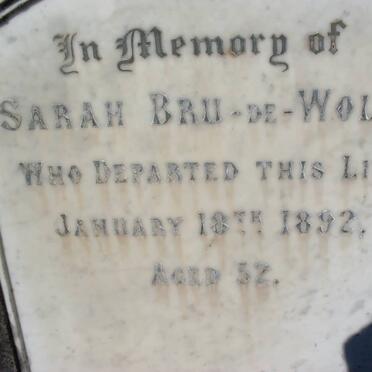 In Memory of
SARAH BRU-DE-WOL
WHO DEPARTED THIS LI
JANUARY 18TH 1892.
AGED 52.